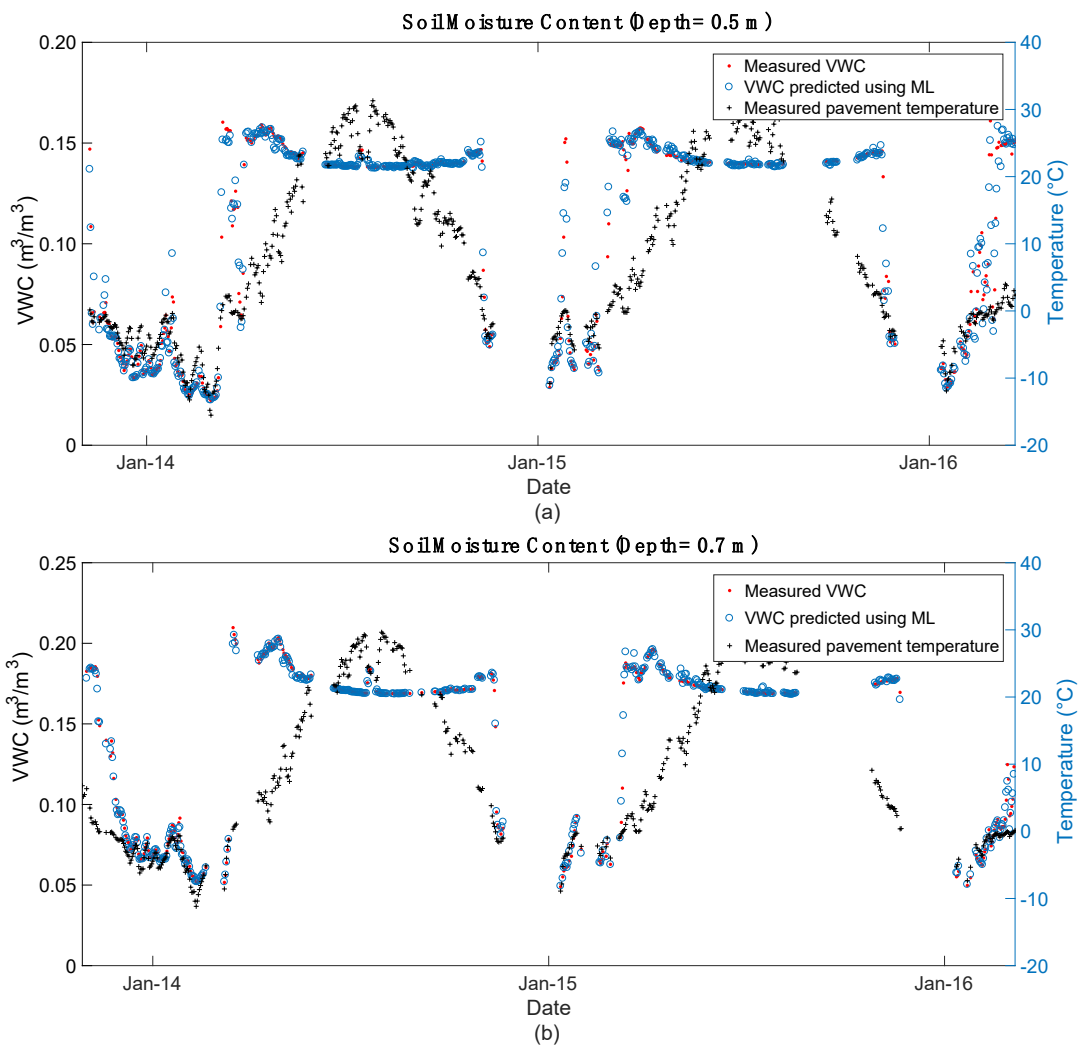 Soil Moisture Content (Depth= 0.5 m)
0.20
0.15
0.10
0.05
0
VWC (m³/m³)
40
30
20
10
0
-10
-20
Temperature (°C)
Measured VWC
VWC predicted using ML
Measured pavement temperature
Jan-14
Jan-15
Jan-16
Date
(a)
Soil Moisture Content (Depth= 0.7 m)
0.25
0.20
0.15
0.10
0.05
0
VWC (m³/m³)
40
30
20
10
0
-10
-20
Temperature (°C)
Measured VWC
VWC predicted using ML
Measured pavement temperature
Jan-14
Jan-15
Jan-16
Date
(b)